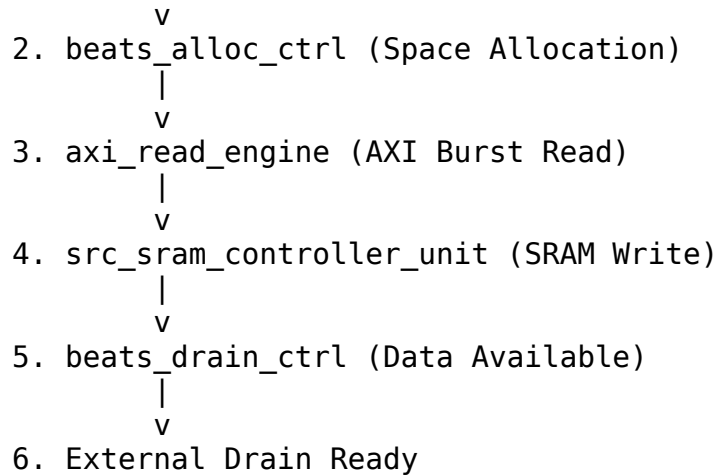 v
2. beats_alloc_ctrl (Space Allocation)
|
v
3. axi_read_engine (AXI Burst Read)
|
v
4. src_sram_controller_unit (SRAM Write)
|
v
5. beats_drain_ctrl (Data Available)
|
v
6. External Drain Ready